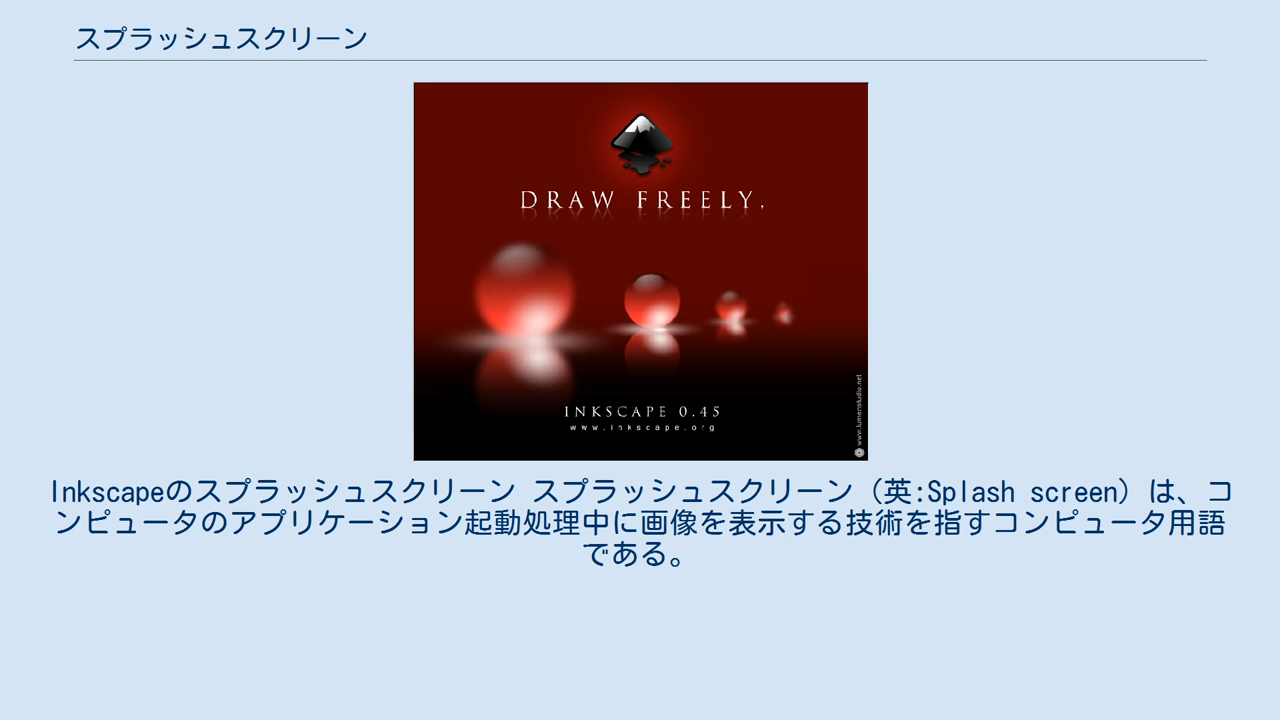 スプラッシュスクリーン
DRAW FREELY.
INKSCAPE 0.45
www.inkscape.org
www.lumenstudio.net
Inkscapeのスプラッシュスクリーン スプラッシュスクリーン（英:Splash screen）は、コ
ンピュータのアプリケーション起動処理中に画像を表示する技術を指すコンピュータ用語
である。